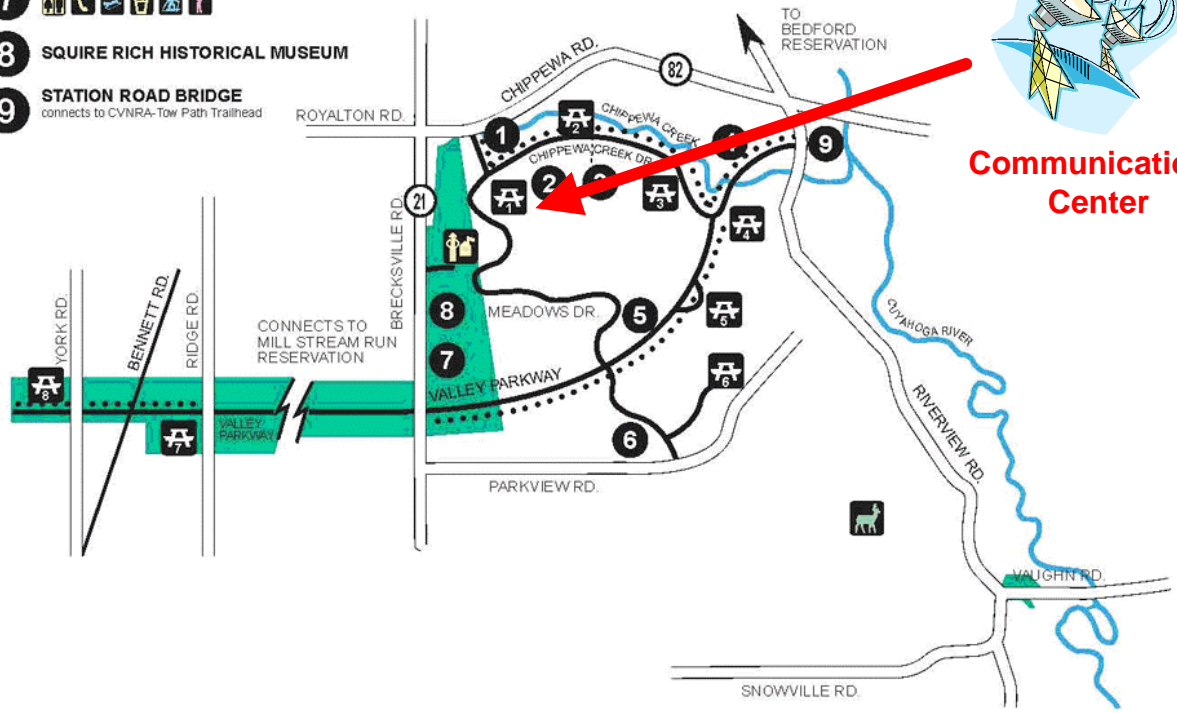 7
8 SQUIRE RICH HISTORICAL MUSEUM
9 STATION ROAD BRIDGE
connects to CVNRA-Tow Path Trailhead
TO
BEDFORD
RESERVATION
CHIPPEWA RD.
82
ROYALTON RD.
CHIPPEWA CREEK
1
2
CHIPPEWA CREEK DR.
4
9
Communicatio
Center
2
3
1
3
21
BRECKSVILLE RD.
4
MEADOWS DR.
5
5
8
7
CONNECTS TO
MILL STREAM RUN
RESERVATION
YORK RD.
BENNETT RD.
RIDGE RD.
CUYAHOGA RIVER
8
7
VALLEY
PARKWAY
VALLEY PARKWAY
6
6
RIVERVIEW RD.
PARKVIEW RD.
VAUGHN RD.
SNOWVILLE RD.